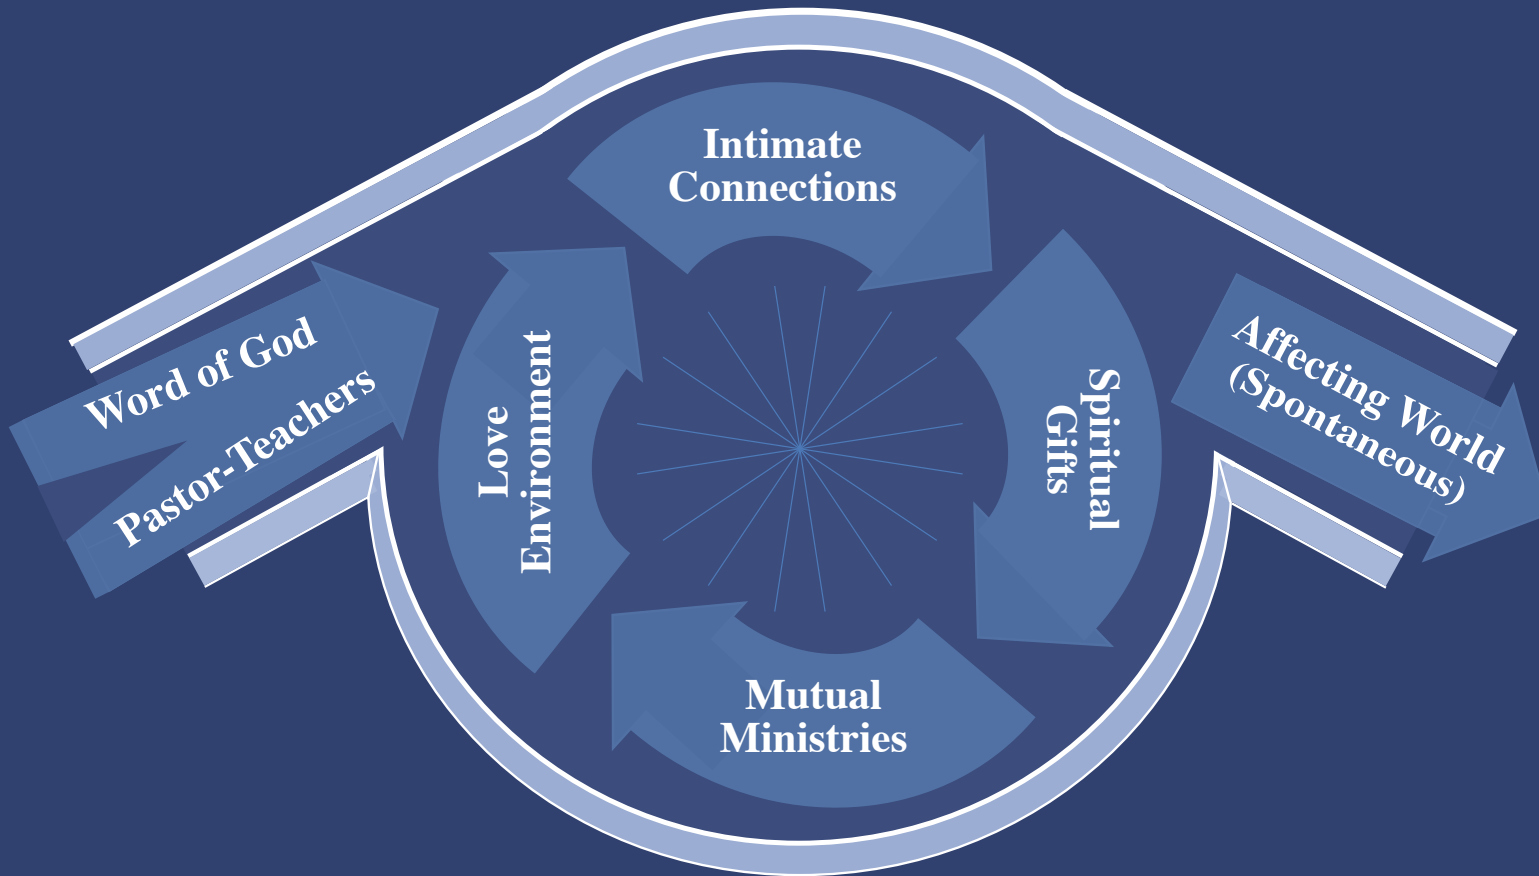 Word of God
Pastor-Teachers
Intimate
Connections
Spiritual
Gifts
Mutual
Ministries
Love
Environment
Affecting World
(Spontaneous)